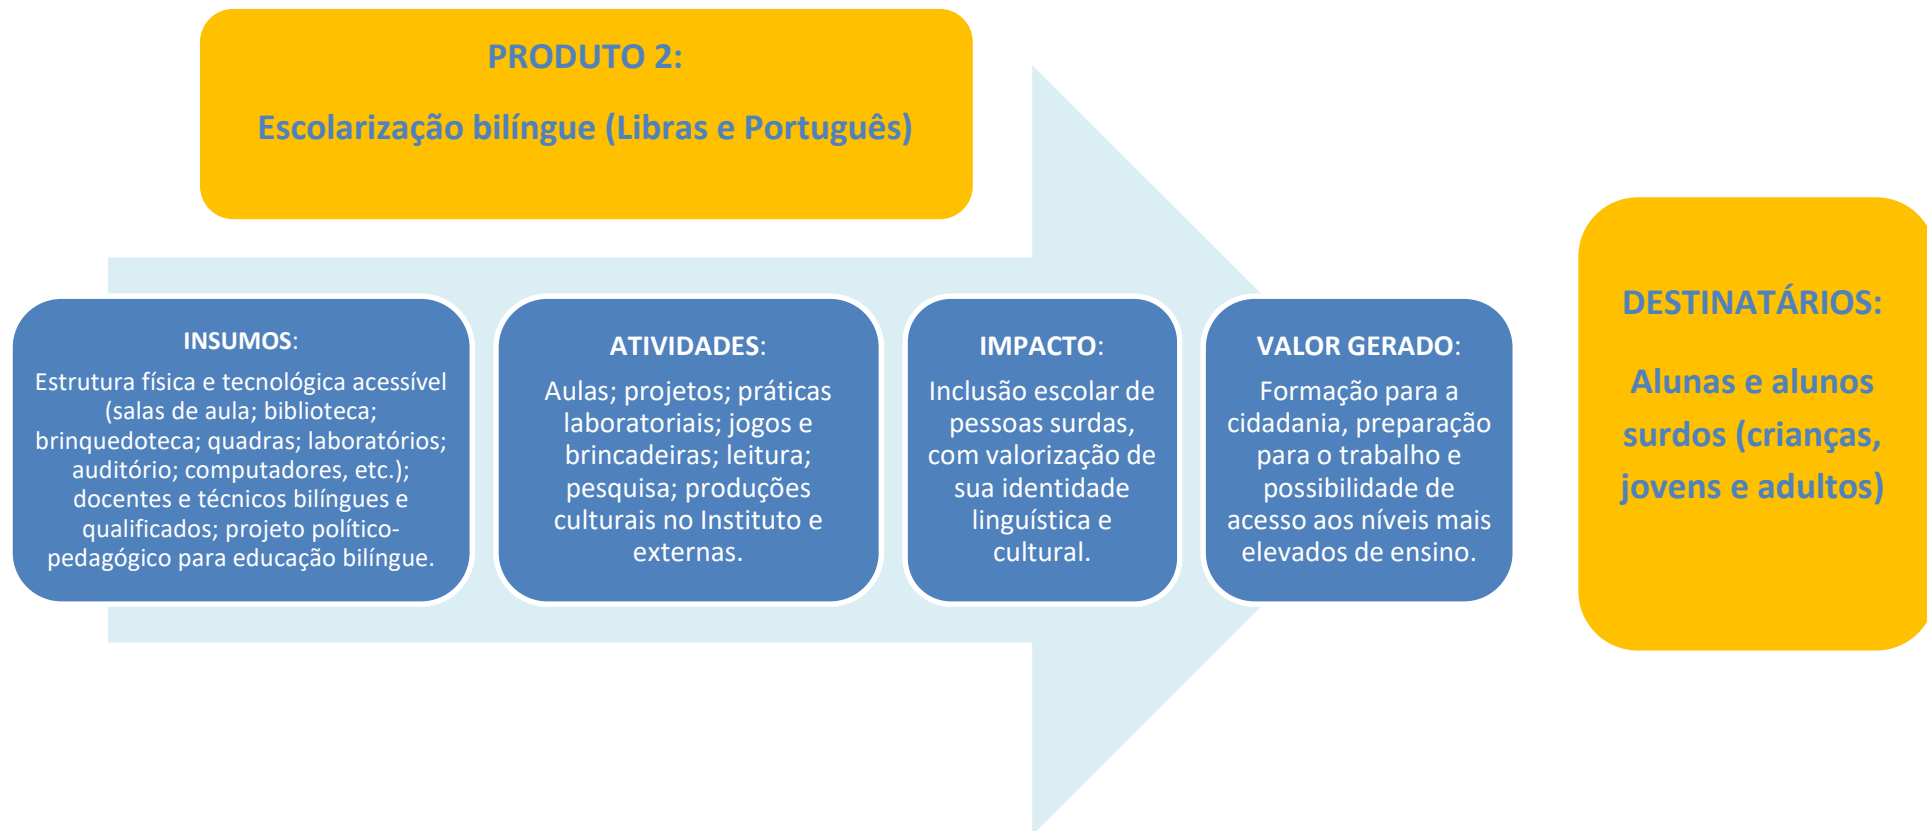 PRODUTO 2:
Escolarização bilíngue (Libras e Português)
INSUMOS:
Estrutura física e tecnológica acessível
(salas de aula; biblioteca;
brinquedoteca; quadras; laboratórios;
auditório; computadores, etc.);
docentes e técnicos bilíngues e
qualificados; projeto político-
pedagógico para educação bilíngue.
ATIVIDADES:
Aulas; projetos; práticas
laboratoriais; jogos e
brincadeiras; leitura;
pesquisa; produções
culturais no Instituto e
externas.
IMPACTO:
Inclusão escolar de
pessoas surdas,
com valorização de
sua identidade
linguística e
cultural.
VALOR GERADO:
Formação para a
cidadania, preparação
para o trabalho e
possibilidade de
acesso aos níveis mais
elevados de ensino.
DESTINATÁRIOS:
Alunas e alunos
surdos (crianças,
jovens e adultos)